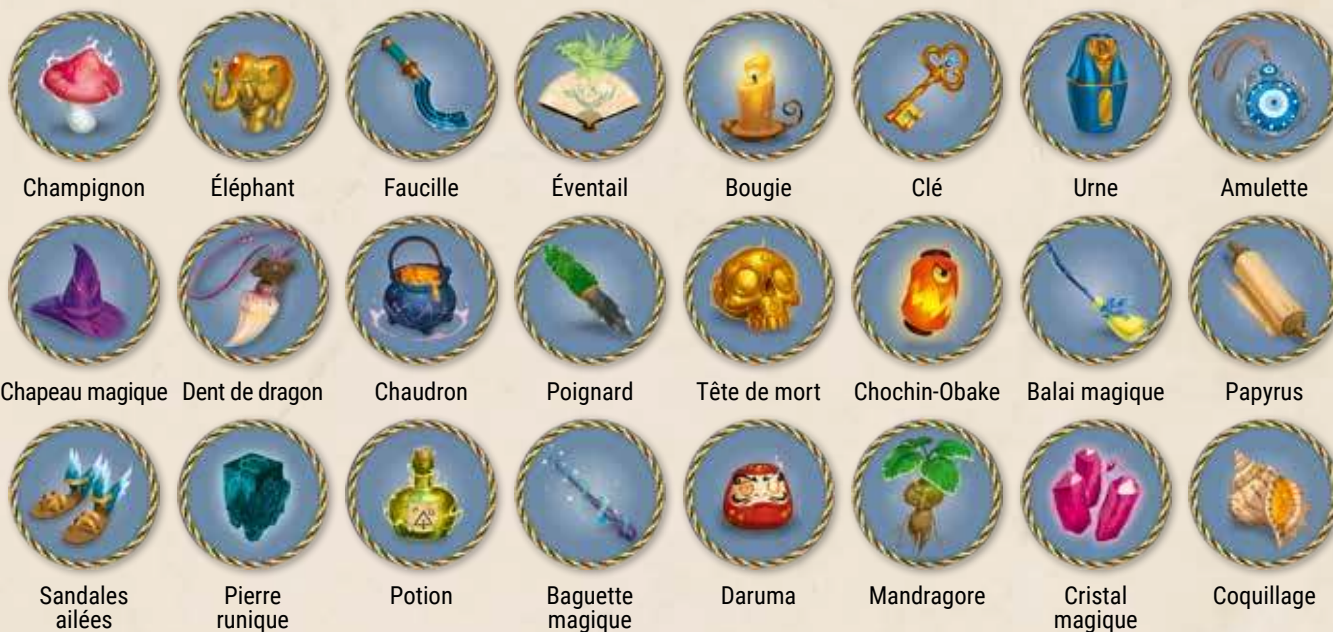 Champignon
Éléphant
Faucille
Éventail
Bougie
Clé
Urne
Amulette
Chapeau magique
Dent de dragon
Chaudron
Poignard
Tête de mort
Chochin-Obake
Balai magique
Papyrus
Sandales
ailées
Pierre
runique
Potion
Baguette
magique
Daruma
Mandragore
Cristal
magique
Coquillage